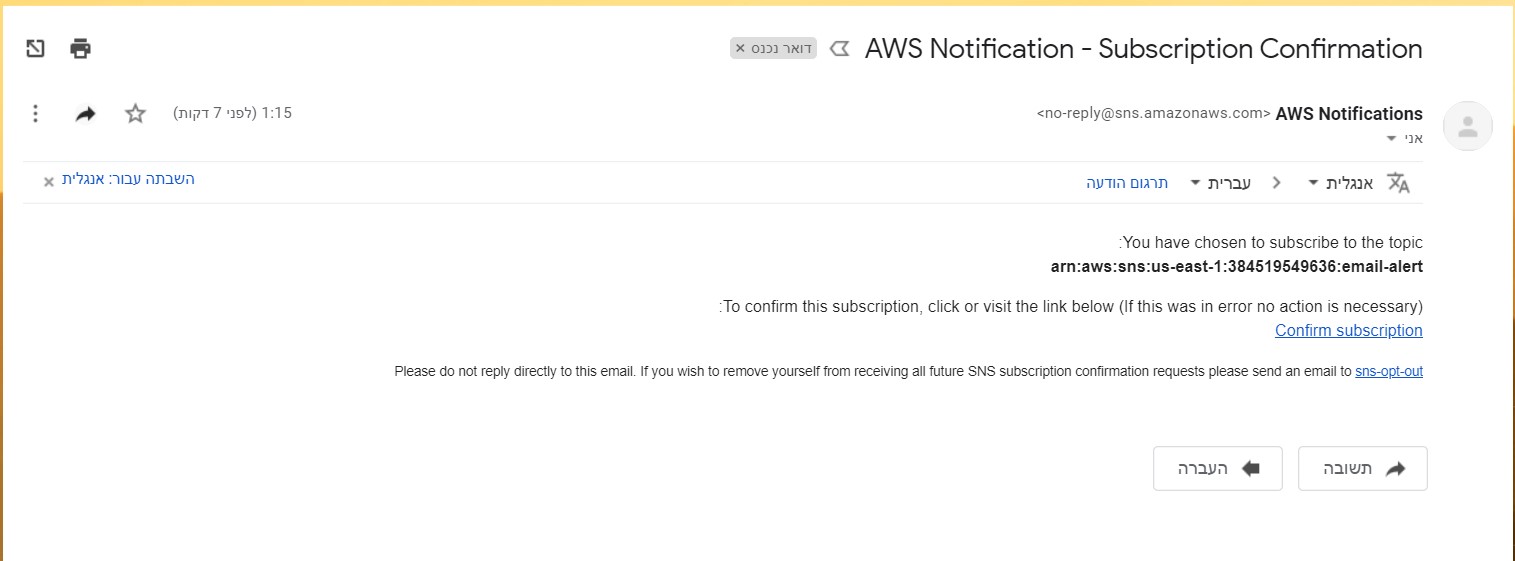 AWS Notification - Subscription Confirmation דואר נכנס ×
AWS Notifications <no-reply@sns.amazonaws.com> 1:15 (לפני 7 דקות)
אני
אנגלית עברית תרגום הודעה השבתה עבור: אנגלית ×
You have chosen to subscribe to the topic:
arn:aws:sns:us-east-1:384519549636:email-alert
To confirm this subscription, click or visit the link below (If this was in error no action is necessary):
Confirm subscription
Please do not reply directly to this email. If you wish to remove yourself from receiving all future SNS subscription confirmation requests please send an email to sns-opt-out
תשובה העברה